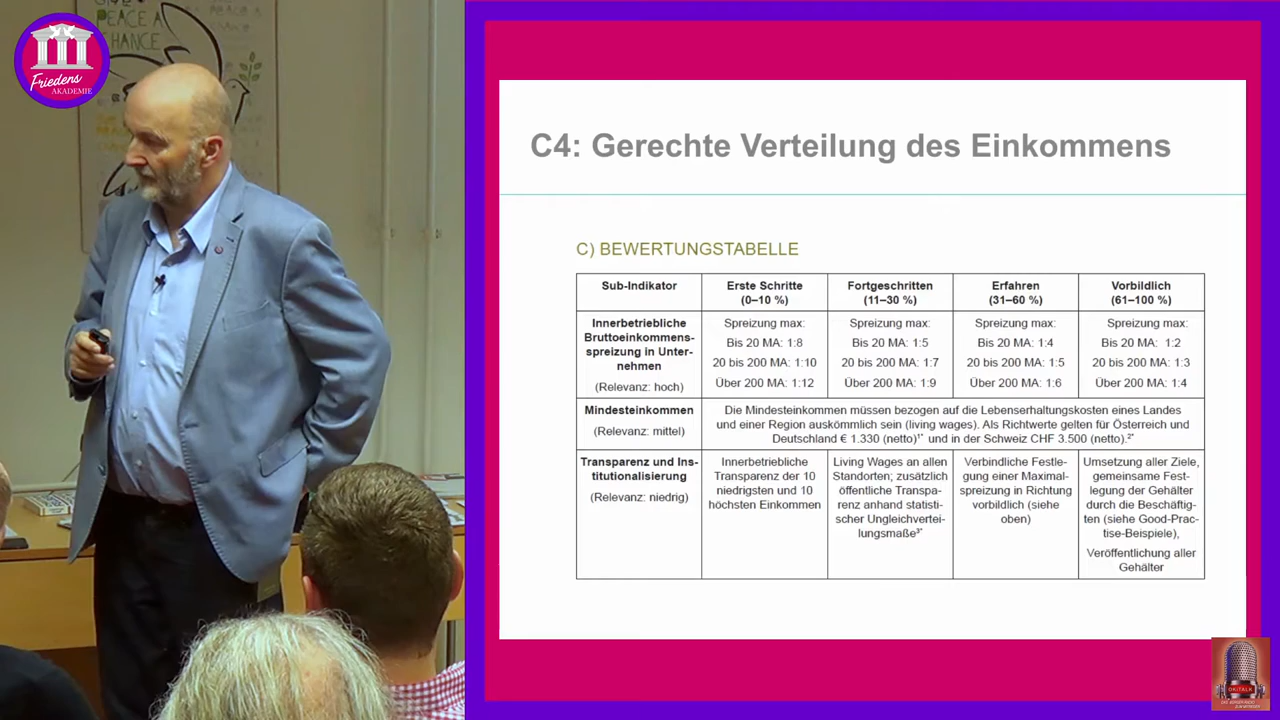 GIVE
PEACE A
CHANCE
Friedens
AKADEMIE
C4: Gerechte Verteilung des Einkommens
C) BEWERTUNGSTABELLE
Sub-Indikator
Erste Schritte
(0–10 %)
Fortgeschritten
(11–30 %)
Erfahren
(31–60 %)
Vorbildlich
(61–100 %)
Innerbetriebliche
Bruttoeinkommens-
spreizung in Unter-
nehmen
(Relevanz: hoch)
Spreizung max:
Bis 20 MA: 1:8
20 bis 200 MA: 1:10
Über 200 MA: 1:12
Spreizung max:
Bis 20 MA: 1:5
20 bis 200 MA: 1:7
Über 200 MA: 1:9
Spreizung max:
Bis 20 MA: 1:4
20 bis 200 MA: 1:5
Über 200 MA: 1:6
Spreizung max:
Bis 20 MA: 1:2
20 bis 200 MA: 1:3
Über 200 MA: 1:4
Mindesteinkommen
(Relevanz: mittel)
Die Mindesteinkommen müssen bezogen auf die Lebenserhaltungskosten eines Landes
und einer Region auskömmlich sein (living wages). Als Richtwerte gelten für Österreich und
Deutschland € 1.330 (netto)¹* und in der Schweiz CHF 3.500 (netto).²*
Transparenz und Ins-
titutionalisierung
(Relevanz: niedrig)
Innerbetriebliche
Transparenz der 10
niedrigsten und 10
höchsten Einkommen
Living Wages an allen
Standorten; zusätzlich
öffentliche Transpa-
renz anhand statisti-
scher Ungleichvertei-
lungsmaße³*
Verbindliche Festle-
gung einer Maximal-
spreizung in Richtung
vorbildlich (siehe
oben)
Umsetzung aller Ziele,
gemeinsame Fest-
legung der Gehälter
durch die Beschäftig-
ten (siehe Good-Prac-
tise-Beispiele),
Veröffentlichung aller
Gehälter
OKiTALK